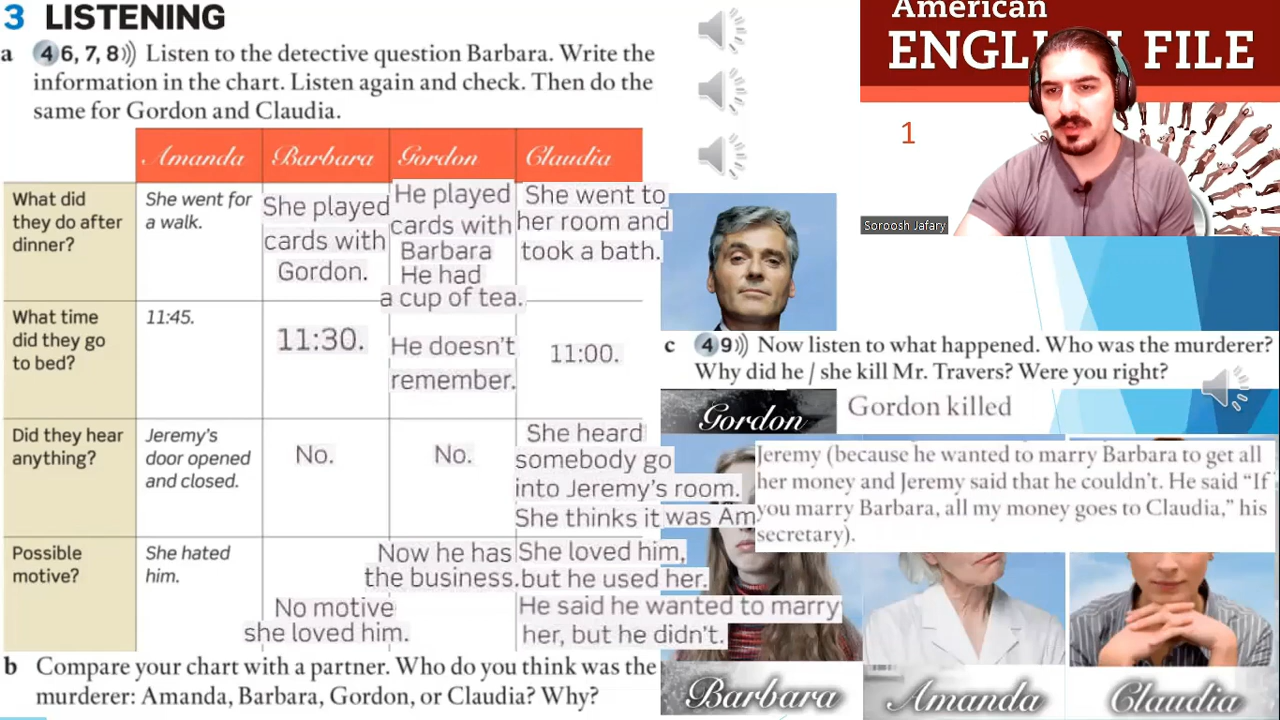 3 LISTENING
a 4 6, 7, 8)) Listen to the detective question Barbara. Write the
information in the chart. Listen again and check. Then do the
same for Gordon and Claudia.
Amanda Barbara Gordon Claudia
What did
they do after
dinner?
She went for
a walk.
She played
cards with
Gordon.
He played
cards with
Barbara
He had
a cup of tea.
She went to
her room and
took a bath.
What time
did they go
to bed?
11:45.
11:30.
He doesn't
remember.
11:00.
Did they hear
anything?
Jeremy's
door opened
and closed.
No.
No.
She heard
somebody go
into Jeremy's room.
She thinks it was Am
Possible
motive?
She hated
him.
No motive
she loved him.
Now he has
the business.
She loved him,
but he used her.
He said he wanted to marry
her, but he didn't.
b Compare your chart with a partner. Who do you think was the
murderer: Amanda, Barbara, Gordon, or Claudia? Why?
American
ENGL FILE
1
Soroosh Jafary
c 4 9)) Now listen to what happened. Who was the murderer?
Why did he / she kill Mr. Travers? Were you right?
Gordon
Gordon killed
Jeremy (because he wanted to marry Barbara to get all
her money and Jeremy said that he couldn't. He said “If
you marry Barbara, all my money goes to Claudia,” his
secretary).
Barbara
Amanda
Claudia